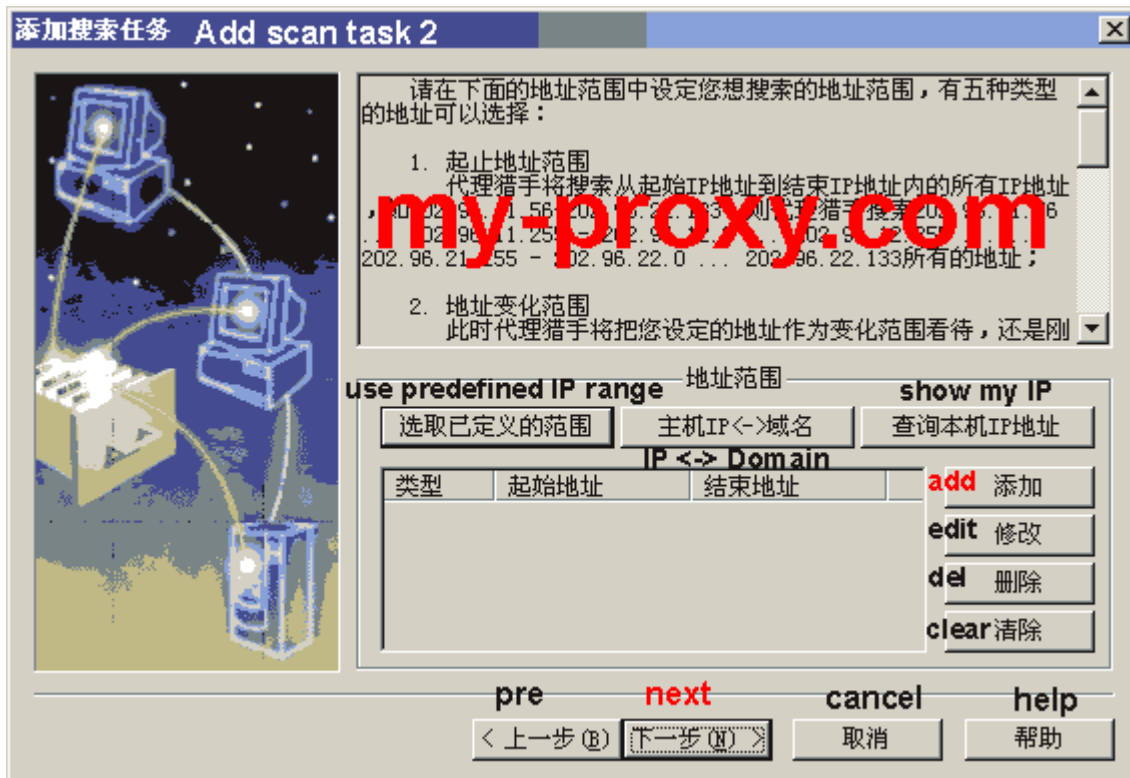 添加搜索任务 Add scan task 2
请在下面的地址范围中设定您想搜索的地址范围，有五种类型
的地址可以选择：
1. 起止地址范围
代理猎手将搜索从起始IP地址到结束IP地址内的所有IP地址
my-proxy.com
202.96.21.255 - 202.96.22.0 ... 202.96.22.133所有的地址；
2. 地址变化范围
此时代理猎手将把您设定的地址作为变化范围看待，还是刚
地址范围
use predefined IP range show my IP
选取已定义的范围 主机IP<->域名 查询本机IP地址
IP <-> Domain
类型 起始地址 结束地址
add 添加
edit 修改
del 删除
clear 清除
pre next cancel help
< 上一步(B) 下一步(N) > 取消 帮助